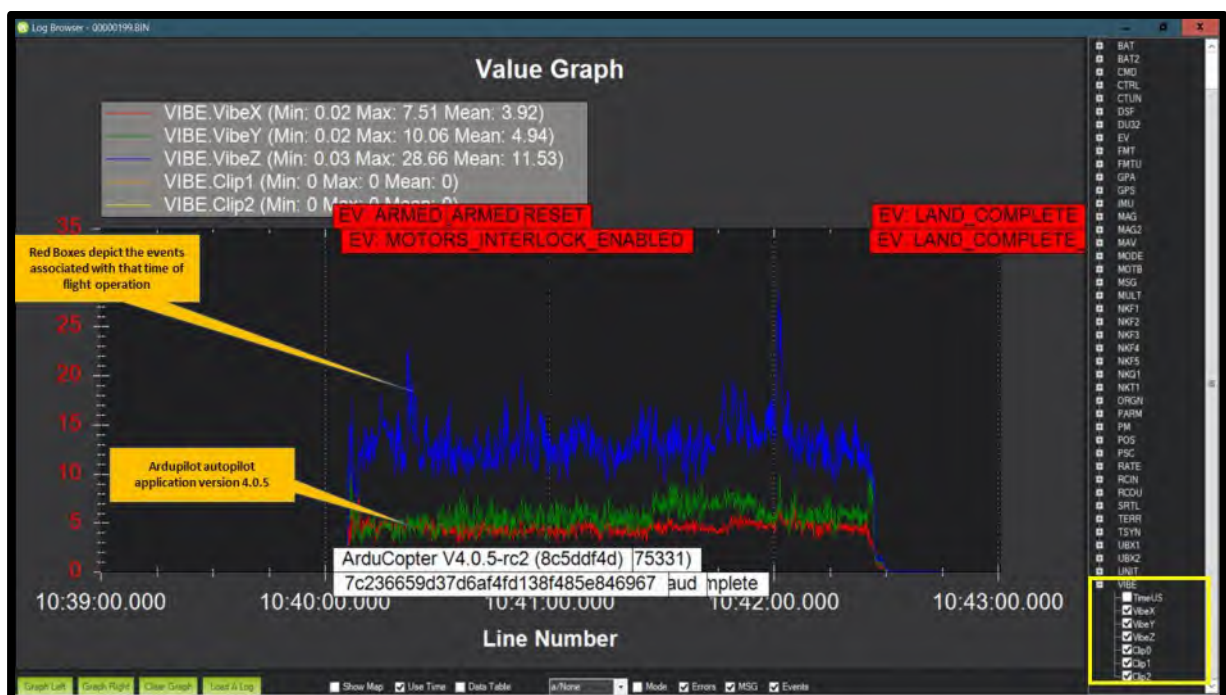 Log Browser - 00000199.BIN
Value Graph
VIBE.VibeX (Min: 0.02 Max: 7.51 Mean: 3.92)
VIBE.VibeY (Min: 0.02 Max: 10.06 Mean: 4.94)
VIBE.VibeZ (Min: 0.03 Max: 28.66 Mean: 11.53)
VIBE.Clip1 (Min: 0 Max: 0 Mean: 0)
VIBE.Clip2 (Min: 0 Max: 0 Mean: 0)
EV: ARMED_ARMED RESET
EV: MOTORS_INTERLOCK_ENABLED
EV: LAND_COMPLETE
EV: LAND_COMPLETE_
Red Boxes depict the events
associated with that time of
flight operation
Ardupilot autopilot
application version 4.0.5
35
25
20
15
10
5
0
ArduCopter V4.0.5-rc2 (8c5ddf4d) 75331)
7c236659d37d6af4fd138f485e846967 aud nplete
10:39:00.000
10:40:00.000
10:41:00.000
10:42:00.000
10:43:00.000
Line Number
Graph Left
Graph Right
Clear Graph
Load A Log
Show Map
Use Time
Data Table
a/None
Mode
Errors
MSG
Events
BAT
BAT2
CMD
CTRL
CTUN
DSF
DU32
EV
FMT
FMTU
GPA
GPS
IMU
MAG
MAG2
MAV
MODE
MOTB
MSG
MULT
NKF1
NKF2
NKF3
NKF4
NKF5
NKQ1
NKT1
ORGN
PARM
PM
POS
PSC
RATE
RCIN
RCOU
SRTL
TERR
TSYN
UBX1
UBX2
UNIT
VIBE
TimeUS
VibeX
VibeY
VibeZ
Clip0
Clip1
Clip2